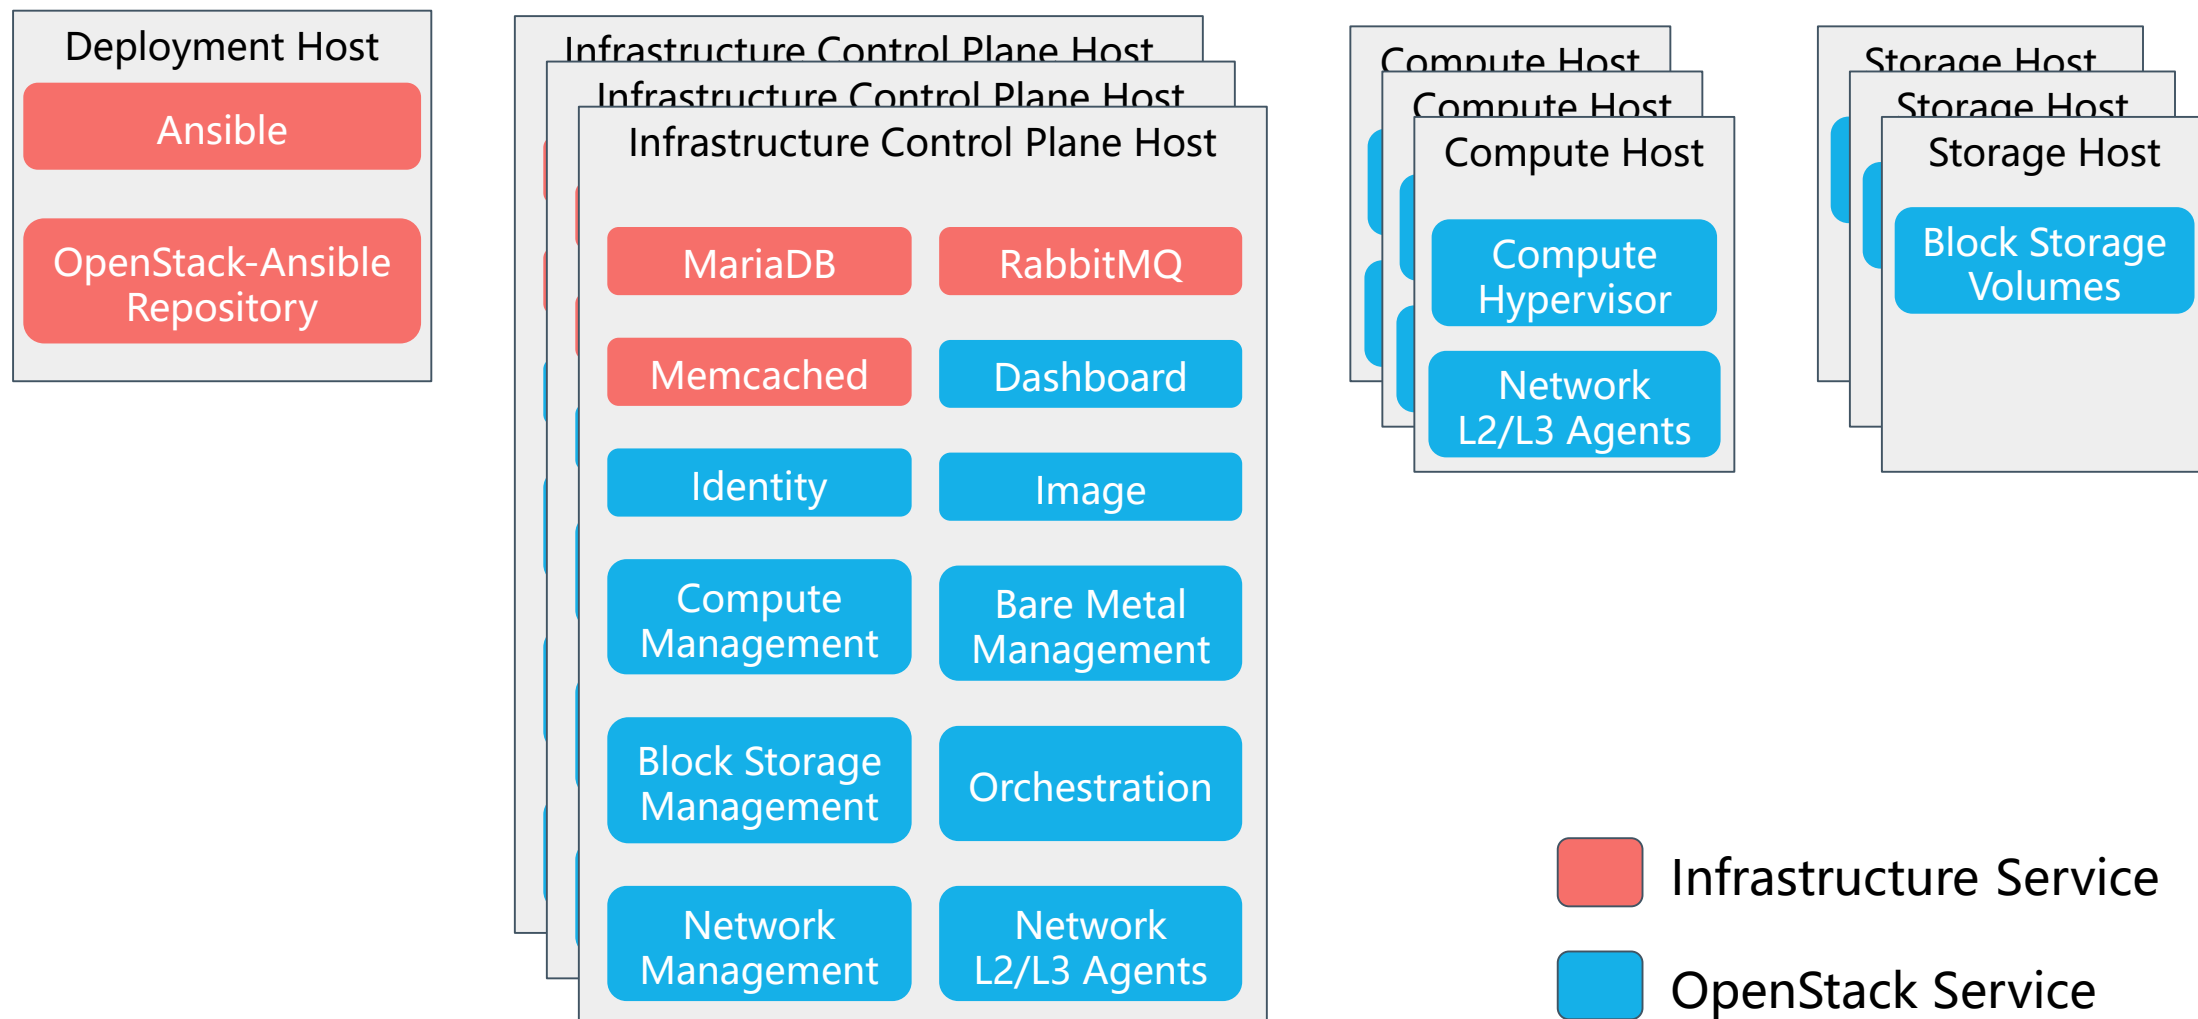 Deployment Host
Ansible
OpenStack-Ansible
Repository
Infrastructure Control Plane Host
Infrastructure Control Plane Host
Infrastructure Control Plane Host
MariaDB
RabbitMQ
Memcached
Dashboard
Identity
Image
Compute
Management
Bare Metal
Management
Block Storage
Management
Orchestration
Network
Management
Network
L2/L3 Agents
Compute Host
Compute Host
Compute Host
Compute
Hypervisor
Network
L2/L3 Agents
Storage Host
Storage Host
Storage Host
Block Storage
Volumes
Infrastructure Service
OpenStack Service